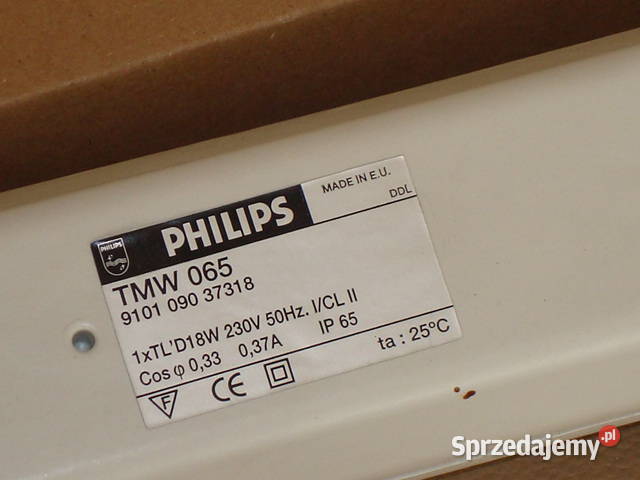 PHILIPS
PHILIPS
MADE IN E.U.
DDL
TMW 065
9101 090 37318
1xTL'D18W 230V 50Hz. I/CL II
Cos φ 0,33 0,37A IP 65
ta : 25°C
F CE
Sprzedajemy.pl